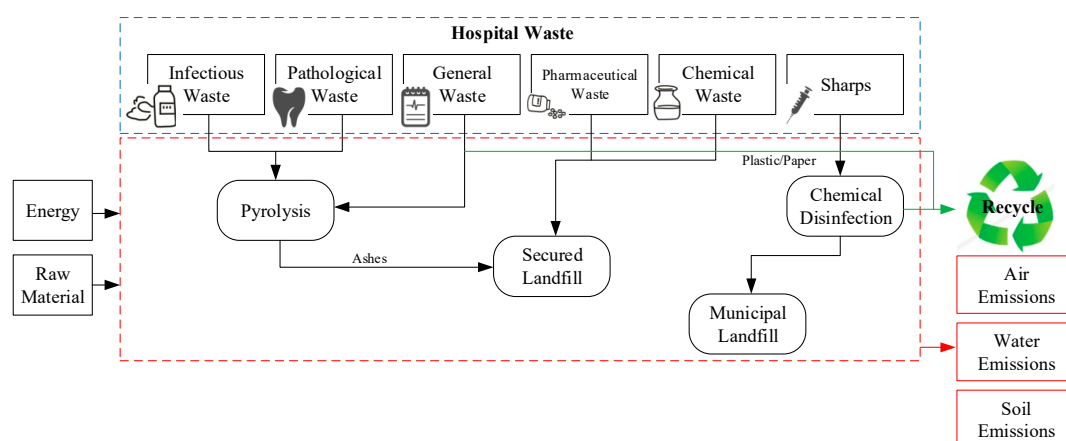 Hospital Waste
Infectious
Waste
Pathological
Waste
General
Waste
Pharmaceutical
Waste
Chemical
Waste
Sharps
Plastic/Paper
Energy
Pyrolysis
Chemical
Disinfection
Recycle
Ashes
Secured
Landfill
Raw
Material
Municipal
Landfill
Air
Emissions
Water
Emissions
Soil
Emissions